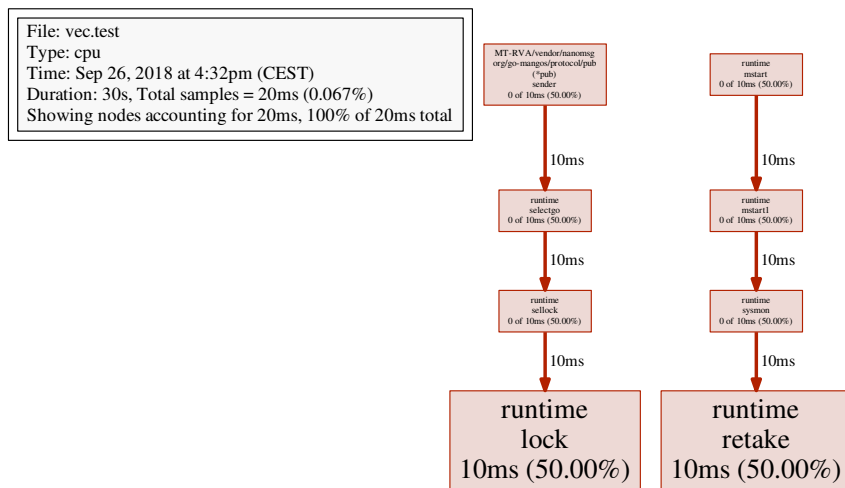 File: vec.test
Type: cpu
Time: Sep 26, 2018 at 4:32pm (CEST)
Duration: 30s, Total samples = 20ms (0.067%)
Showing nodes accounting for 20ms, 100% of 20ms total
MT-RVA/vendor/nanomsg
org/go-mangos/protocol/pub
(*pub)
sender
0 of 10ms (50.00%)
10ms
runtime
selectgo
0 of 10ms (50.00%)
10ms
runtime
sellock
0 of 10ms (50.00%)
10ms
runtime
lock
10ms (50.00%)
runtime
mstart
0 of 10ms (50.00%)
10ms
runtime
mstart1
0 of 10ms (50.00%)
10ms
runtime
sysmon
0 of 10ms (50.00%)
10ms
runtime
retake
10ms (50.00%)